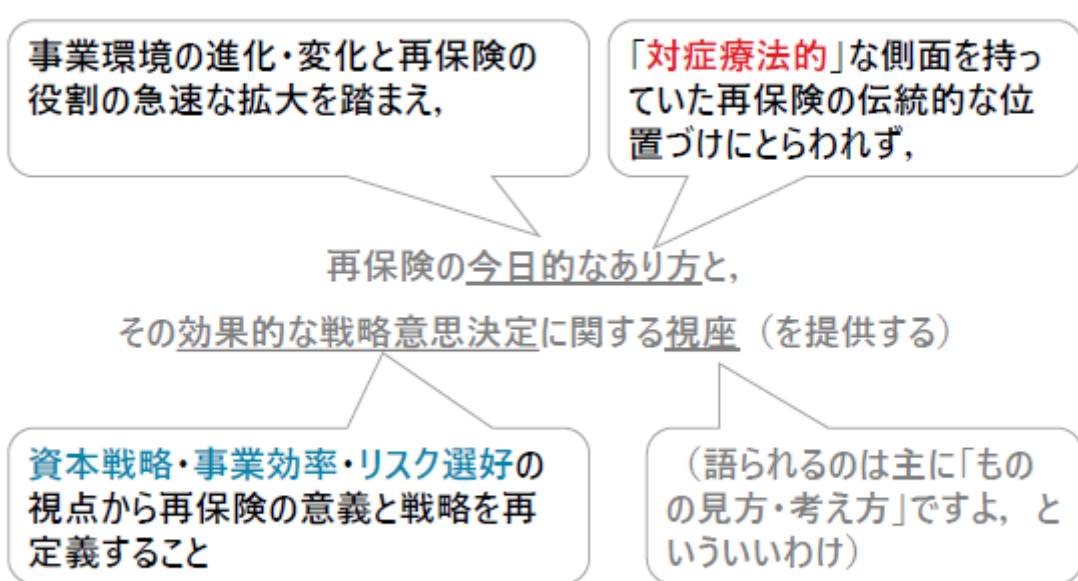 事業環境の進化・変化と再保険の
役割の急速な拡大を踏まえ,
「対症療法的」な側面を持っ
ていた再保険の伝統的な位
置づけにとらわれず,
再保険の今日的なあり方と,
その効果的な戦略意思決定に関する視座（を提供する）
資本戦略・事業効率・リスク選好の
視点から再保険の意義と戦略を再
定義すること
（語られるのは主に「もの
の見方・考え方」ですよ, と
いういいわけ）